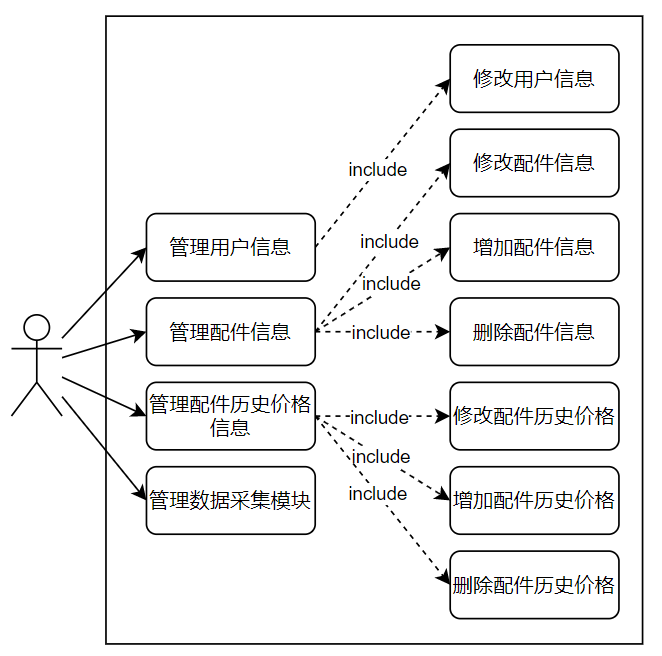 修改用户信息
include
修改配件信息
include
管理用户信息
增加配件信息
include
管理配件信息
include
删除配件信息
管理配件历史价格
信息
include
修改配件历史价格
include
管理数据采集模块
include
增加配件历史价格
删除配件历史价格